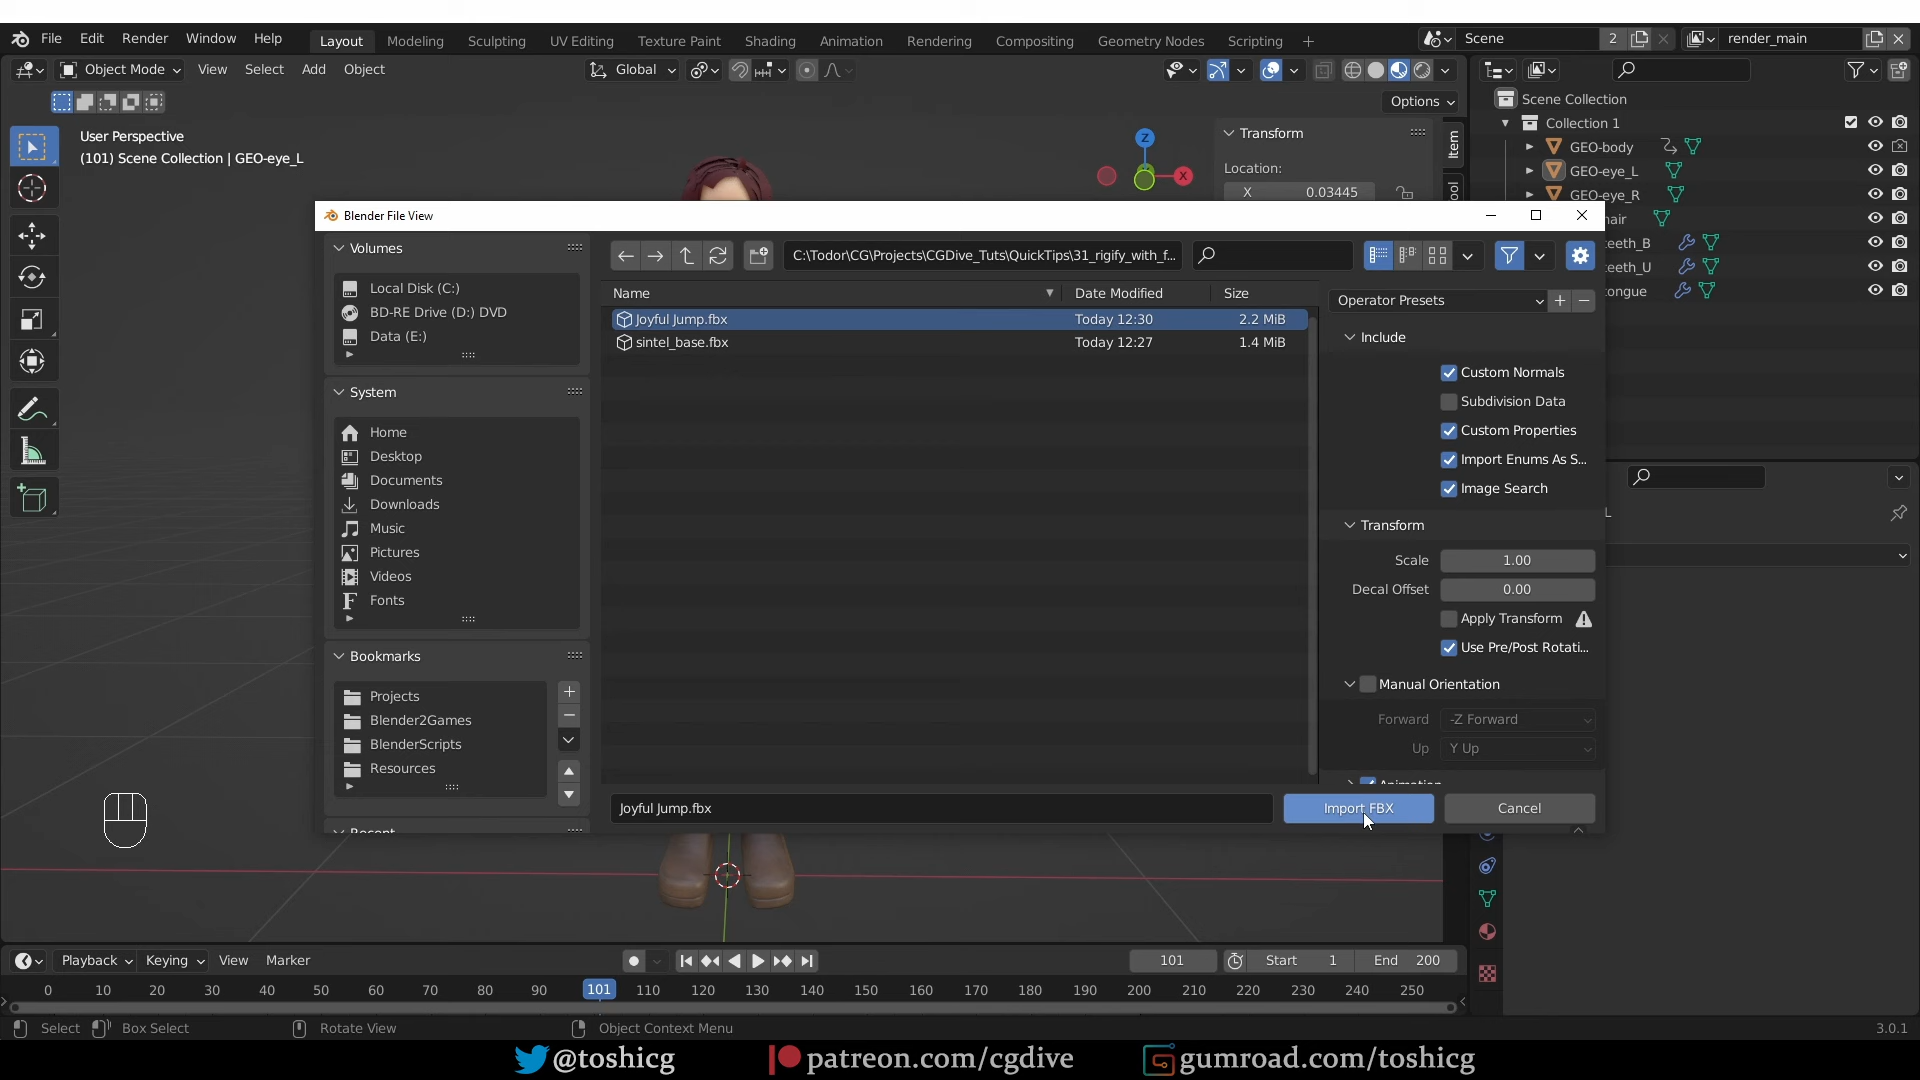 File Edit Render Window Help Layout Modeling Sculpting UV Editing Texture Paint Shading Animation Rendering Compositing Geometry Nodes Scripting + Scene 2 render_main
Object Mode View Select Add Object Global
Options
User Perspective
(101) Scene Collection | GEO-eye_L
Z
X
Transform
Location:
X 0.03445
Item
Scene Collection
Collection 1
GEO-body
GEO-eye_L
GEO-eye_R
hair
teeth_B
teeth_U
tongue
Blender File View
Volumes
Local Disk (C:)
BD-RE Drive (D:) DVD
Data (E:)
System
Home
Desktop
Documents
Downloads
Music
Pictures
Videos
Fonts
Bookmarks
Projects
Blender2Games
BlenderScripts
Resources
Recent
C:\Todor\CG\Projects\CGDive_Tuts\QuickTips\31_rigify_with_f...
Name Date Modified Size
Joyful Jump.fbx Today 12:30 2.2 MiB
sintel_base.fbx Today 12:27 1.4 MiB
Operator Presets
Include
Custom Normals
Subdivision Data
Custom Properties
Import Enums As S...
Image Search
Transform
Scale 1.00
Decal Offset 0.00
Apply Transform
Use Pre/Post Rotati...
Manual Orientation
Forward -Z Forward
Up Y Up
Animation
Joyful Jump.fbx Import FBX Cancel
Playback Keying View Marker 101 Start 1 End 200
0 10 20 30 40 50 60 70 80 90 101 110 120 130 140 150 160 170 180 190 200 210 220 230 240 250
Select Box Select Rotate View Object Context Menu 3.0.1
@toshicg patreon.com/cgdive gumroad.com/toshicg